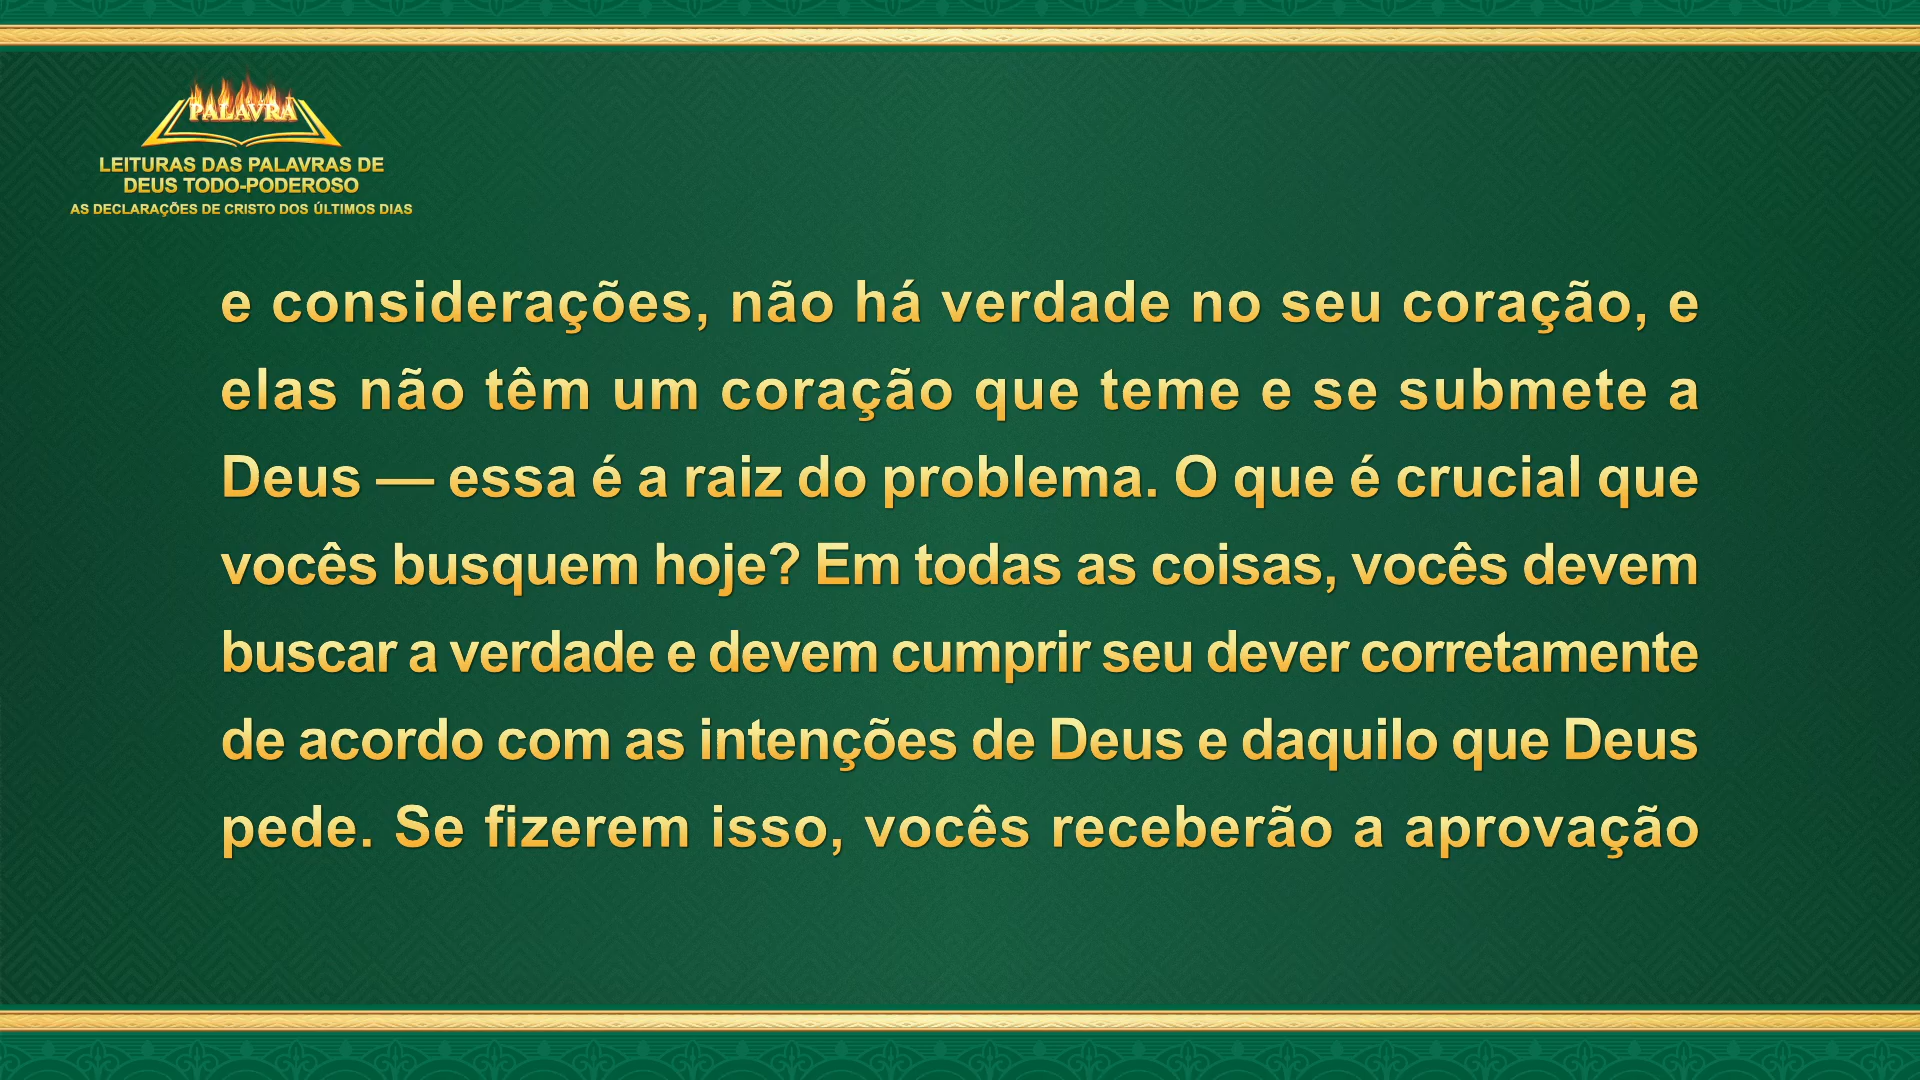 PALAVRA
LEITURAS DAS PALAVRAS DE
DEUS TODO-PODEROSO
AS DECLARAÇÕES DE CRISTO DOS ÚLTIMOS DIAS
e considerações, não há verdade no seu coração, e
elas não têm um coração que teme e se submete a
Deus — essa é a raiz do problema. O que é crucial que
vocês busquem hoje? Em todas as coisas, vocês devem
buscar a verdade e devem cumprir seu dever corretamente
de acordo com as intenções de Deus e daquilo que Deus
pede. Se fizerem isso, vocês receberão a aprovação